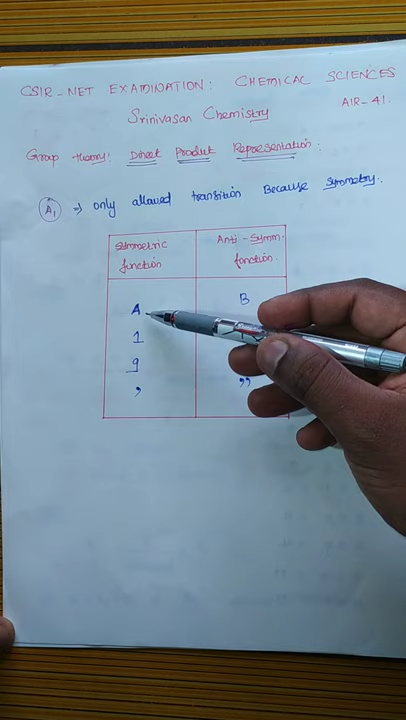 CSIR-NET EXAMINATION: CHEMICAL SCIENCES
Srinivasan Chemistry AIR-41.
Group theory: Direct Product Representation:
A1 → only allowed transition Because symmetry.
symmetric function Anti-symm. function.
A B
1
g
' ''